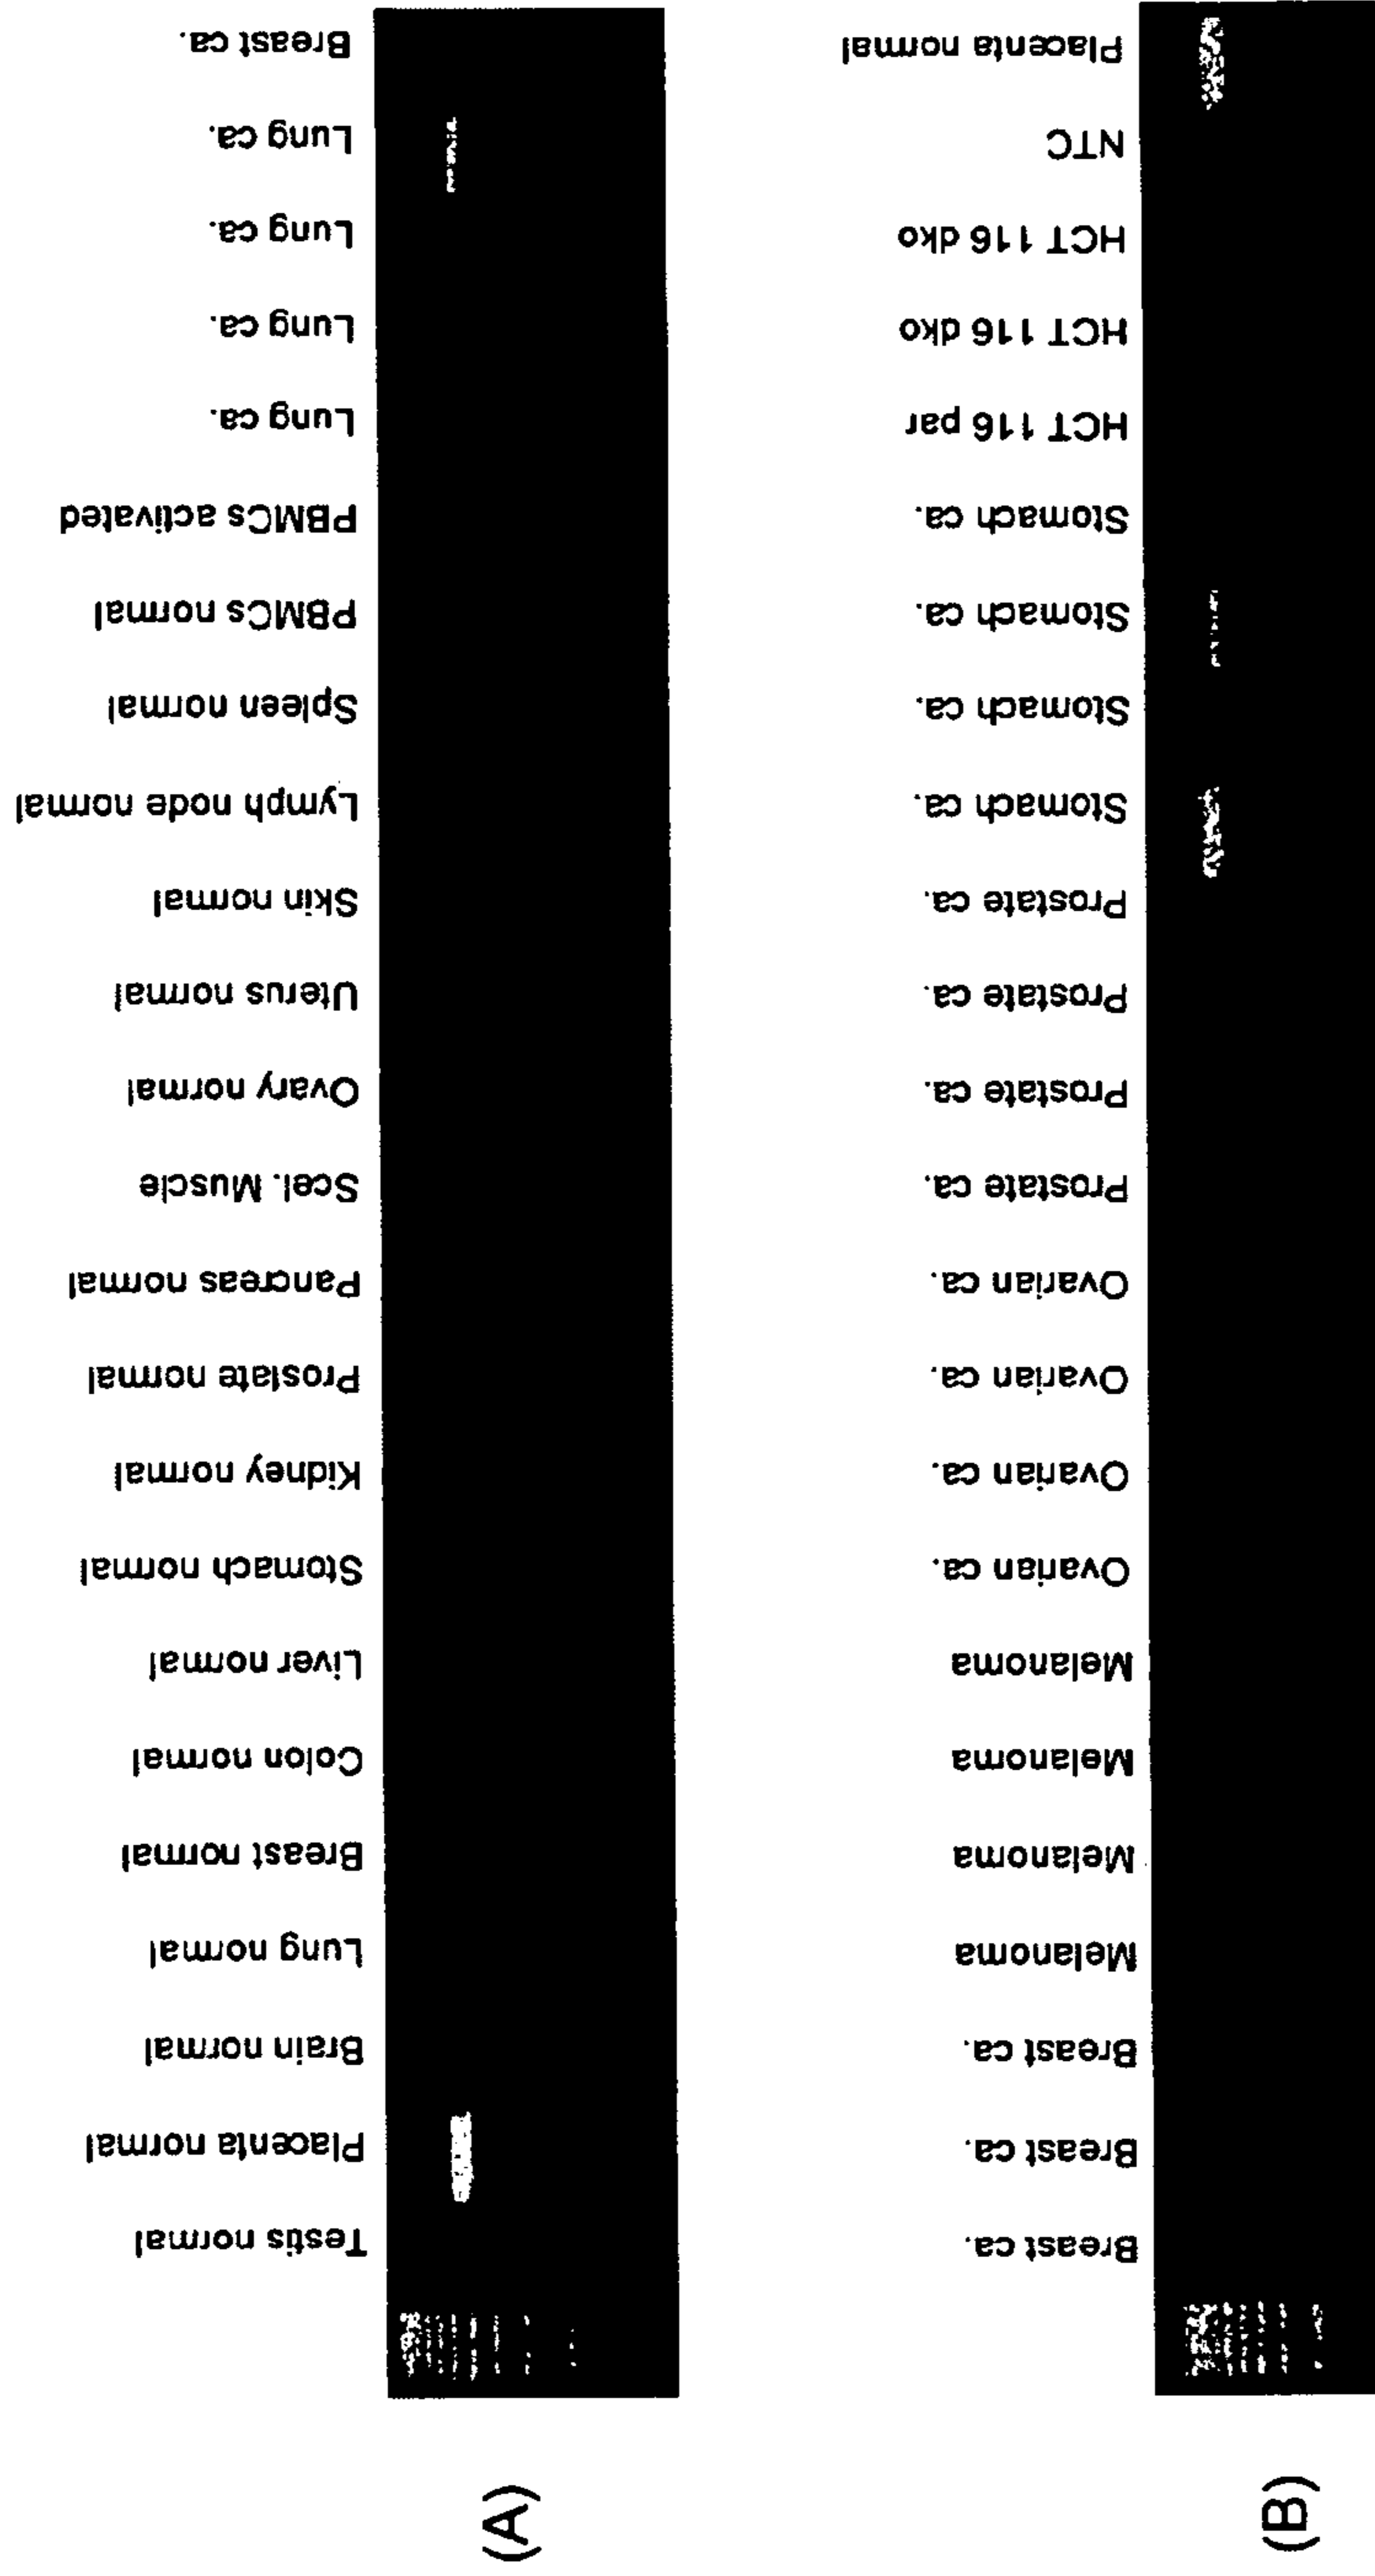 (A)
Testis normal
Placenta normal
Brain normal
Lung normal
Breast normal
Colon normal
Liver normal
Stomach normal
Kidney normal
Prostate normal
Pancreas normal
Scel. Muscle
Ovary normal
Uterus normal
Skin normal
Lymph node normal
Spleen normal
PBMCs normal
PBMCs activated
Lung ca.
Lung ca.
Lung ca.
Lung ca.
Breast ca.
(B)
Breast ca.
Breast ca.
Breast ca.
Melanoma
Melanoma
Melanoma
Melanoma
Ovarian ca.
Ovarian ca.
Ovarian ca.
Ovarian ca.
Prostate ca.
Prostate ca.
Prostate ca.
Prostate ca.
Stomach ca.
Stomach ca.
Stomach ca.
Stomach ca.
HCT 116 par
HCT 116 dko
HCT 116 dko
NTC
Placenta normal